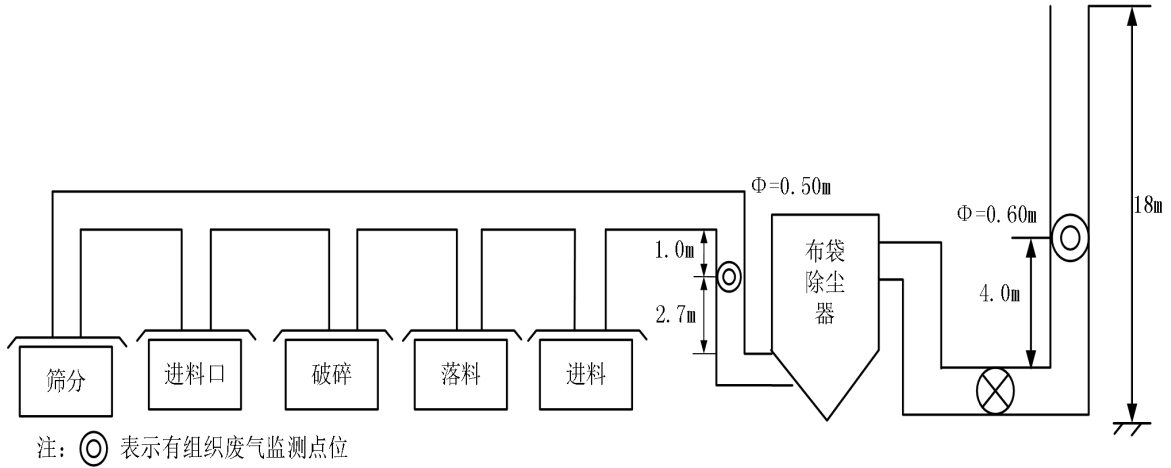 Φ=0.50m
18m
Φ=0.60m
1.0m
布袋
除尘
器
4.0m
2.7m
筛分
进料口
破碎
落料
进料
注: 表示有组织废气监测点位